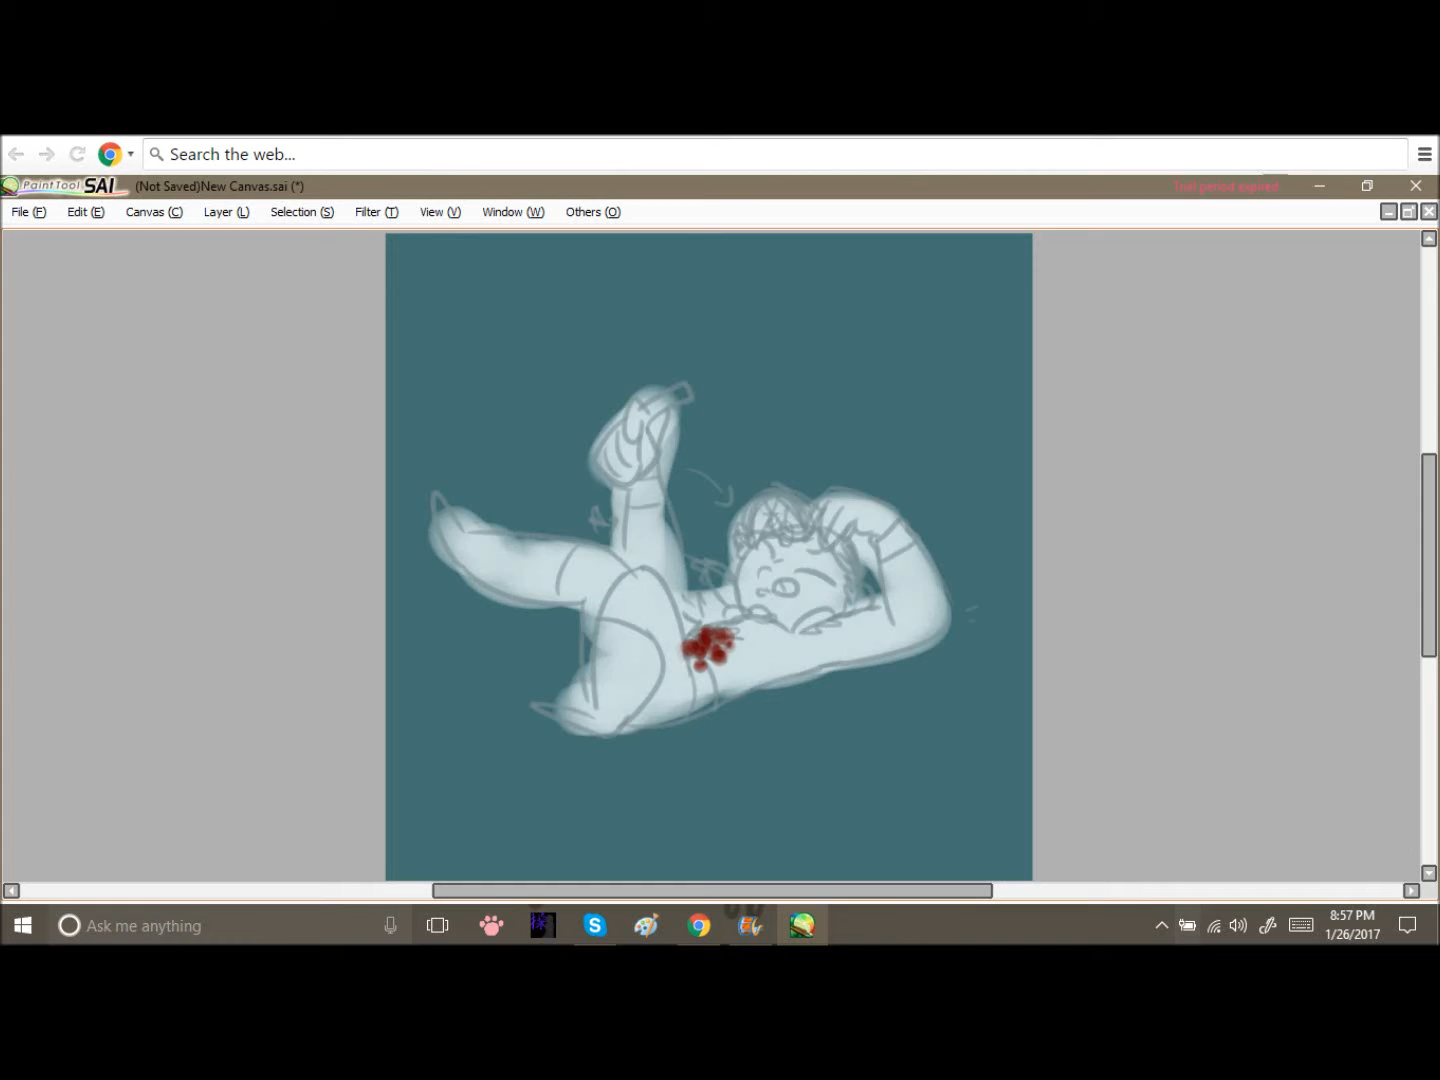 Search the web...
PaintTool SAI (Not Saved)New Canvas.sai (*) Trial period expired
File (F) Edit (E) Canvas (C) Layer (L) Selection (S) Filter (T) View (V) Window (W) Others (O)
Ask me anything
8:57 PM
1/26/2017